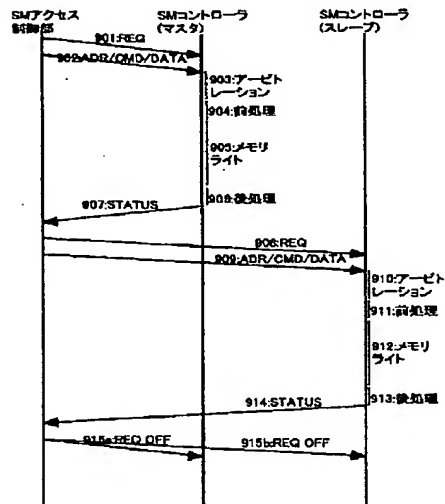 SMアクセス
制御部
SMコントローラ
(マスタ)
SMコントローラ
(スレーブ)
901:REQ
902:ADR/CMD/DATA
903:アービト
レーション
904:前処理
905:メモリ
ライト
906:後処理
907:STATUS
908:REQ
909:ADR/CMD/DATA
910:アービト
レーション
911:前処理
912:メモリ
ライト
913:後処理
914:STATUS
915a:REQ OFF
915b:REQ OFF